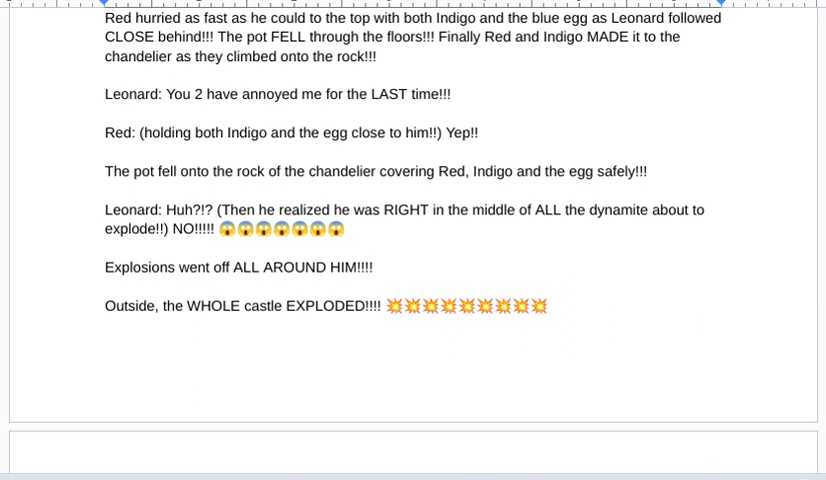 Red hurried as fast as he could to the top with both Indigo and the blue egg as Leonard followed
CLOSE behind!!! The pot FELL through the floors!!! Finally Red and Indigo MADE it to the
chandelier as they climbed onto the rock!!!
Leonard: You 2 have annoyed me for the LAST time!!!
Red: (holding both Indigo and the egg close to him!!) Yep!!
The pot fell onto the rock of the chandelier covering Red, Indigo and the egg safely!!!
Leonard: Huh?!? (Then he realized he was RIGHT in the middle of ALL the dynamite about to
explode!!) NO!!!!! 😱😱😱😱😱😱😱
Explosions went off ALL AROUND HIM!!!!
Outside, the WHOLE castle EXPLODED!!!! 💥💥💥💥💥💥💥💥💥